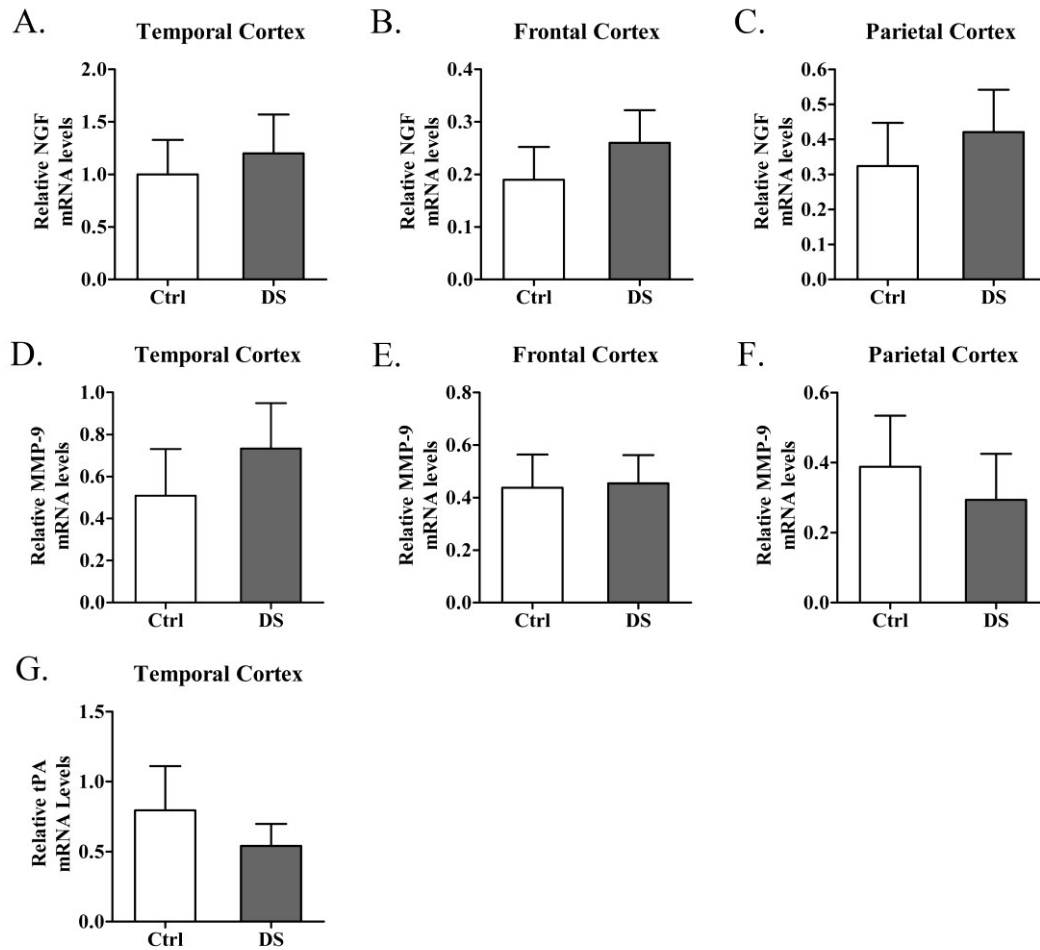 A.
Temporal Cortex
Relative NGF
mRNA levels
2.0
1.5
1.0
0.5
0.0
Ctrl DS
B.
Frontal Cortex
Relative NGF
mRNA levels
0.4
0.3
0.2
0.1
0.0
Ctrl DS
C.
Parietal Cortex
Relative NGF
mRNA levels
0.6
0.5
0.4
0.3
0.2
0.1
0.0
Ctrl DS
D.
Temporal Cortex
Relative MMP-9
mRNA levels
1.0
0.8
0.6
0.4
0.2
0.0
Ctrl DS
E.
Frontal Cortex
Relative MMP-9
mRNA levels
0.8
0.6
0.4
0.2
0.0
Ctrl DS
F.
Parietal Cortex
Relative MMP-9
mRNA levels
0.6
0.4
0.2
0.0
Ctrl DS
G.
Temporal Cortex
Relative tPA
mRNA Levels
1.5
1.0
0.5
0.0
Ctrl DS